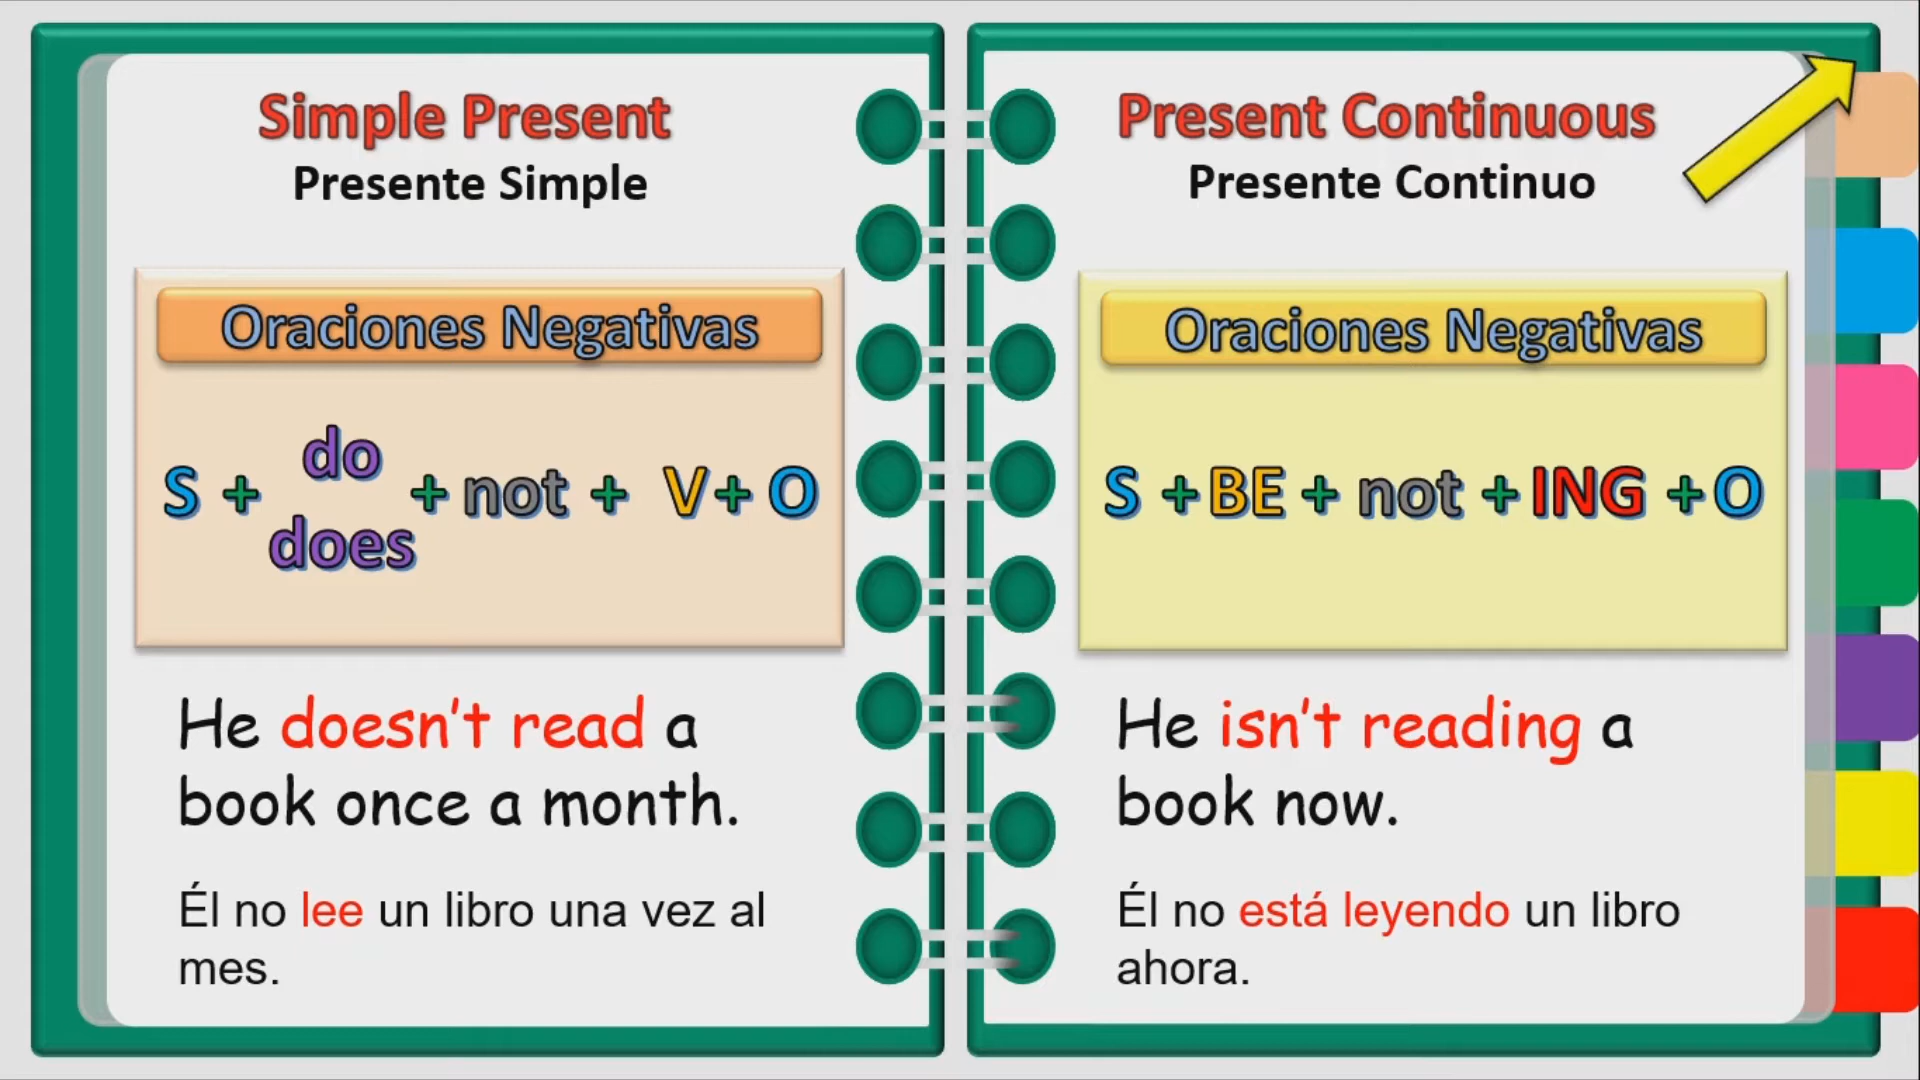 Simple Present
Presente Simple
Oraciones Negativas
do
S + + not + V + O
does
He doesn't read a
book once a month.
Él no lee un libro una vez al
mes.
Present Continuous
Presente Continuo
Oraciones Negativas
S + BE + not + ING + O
He isn't reading a
book now.
Él no está leyendo un libro
ahora.